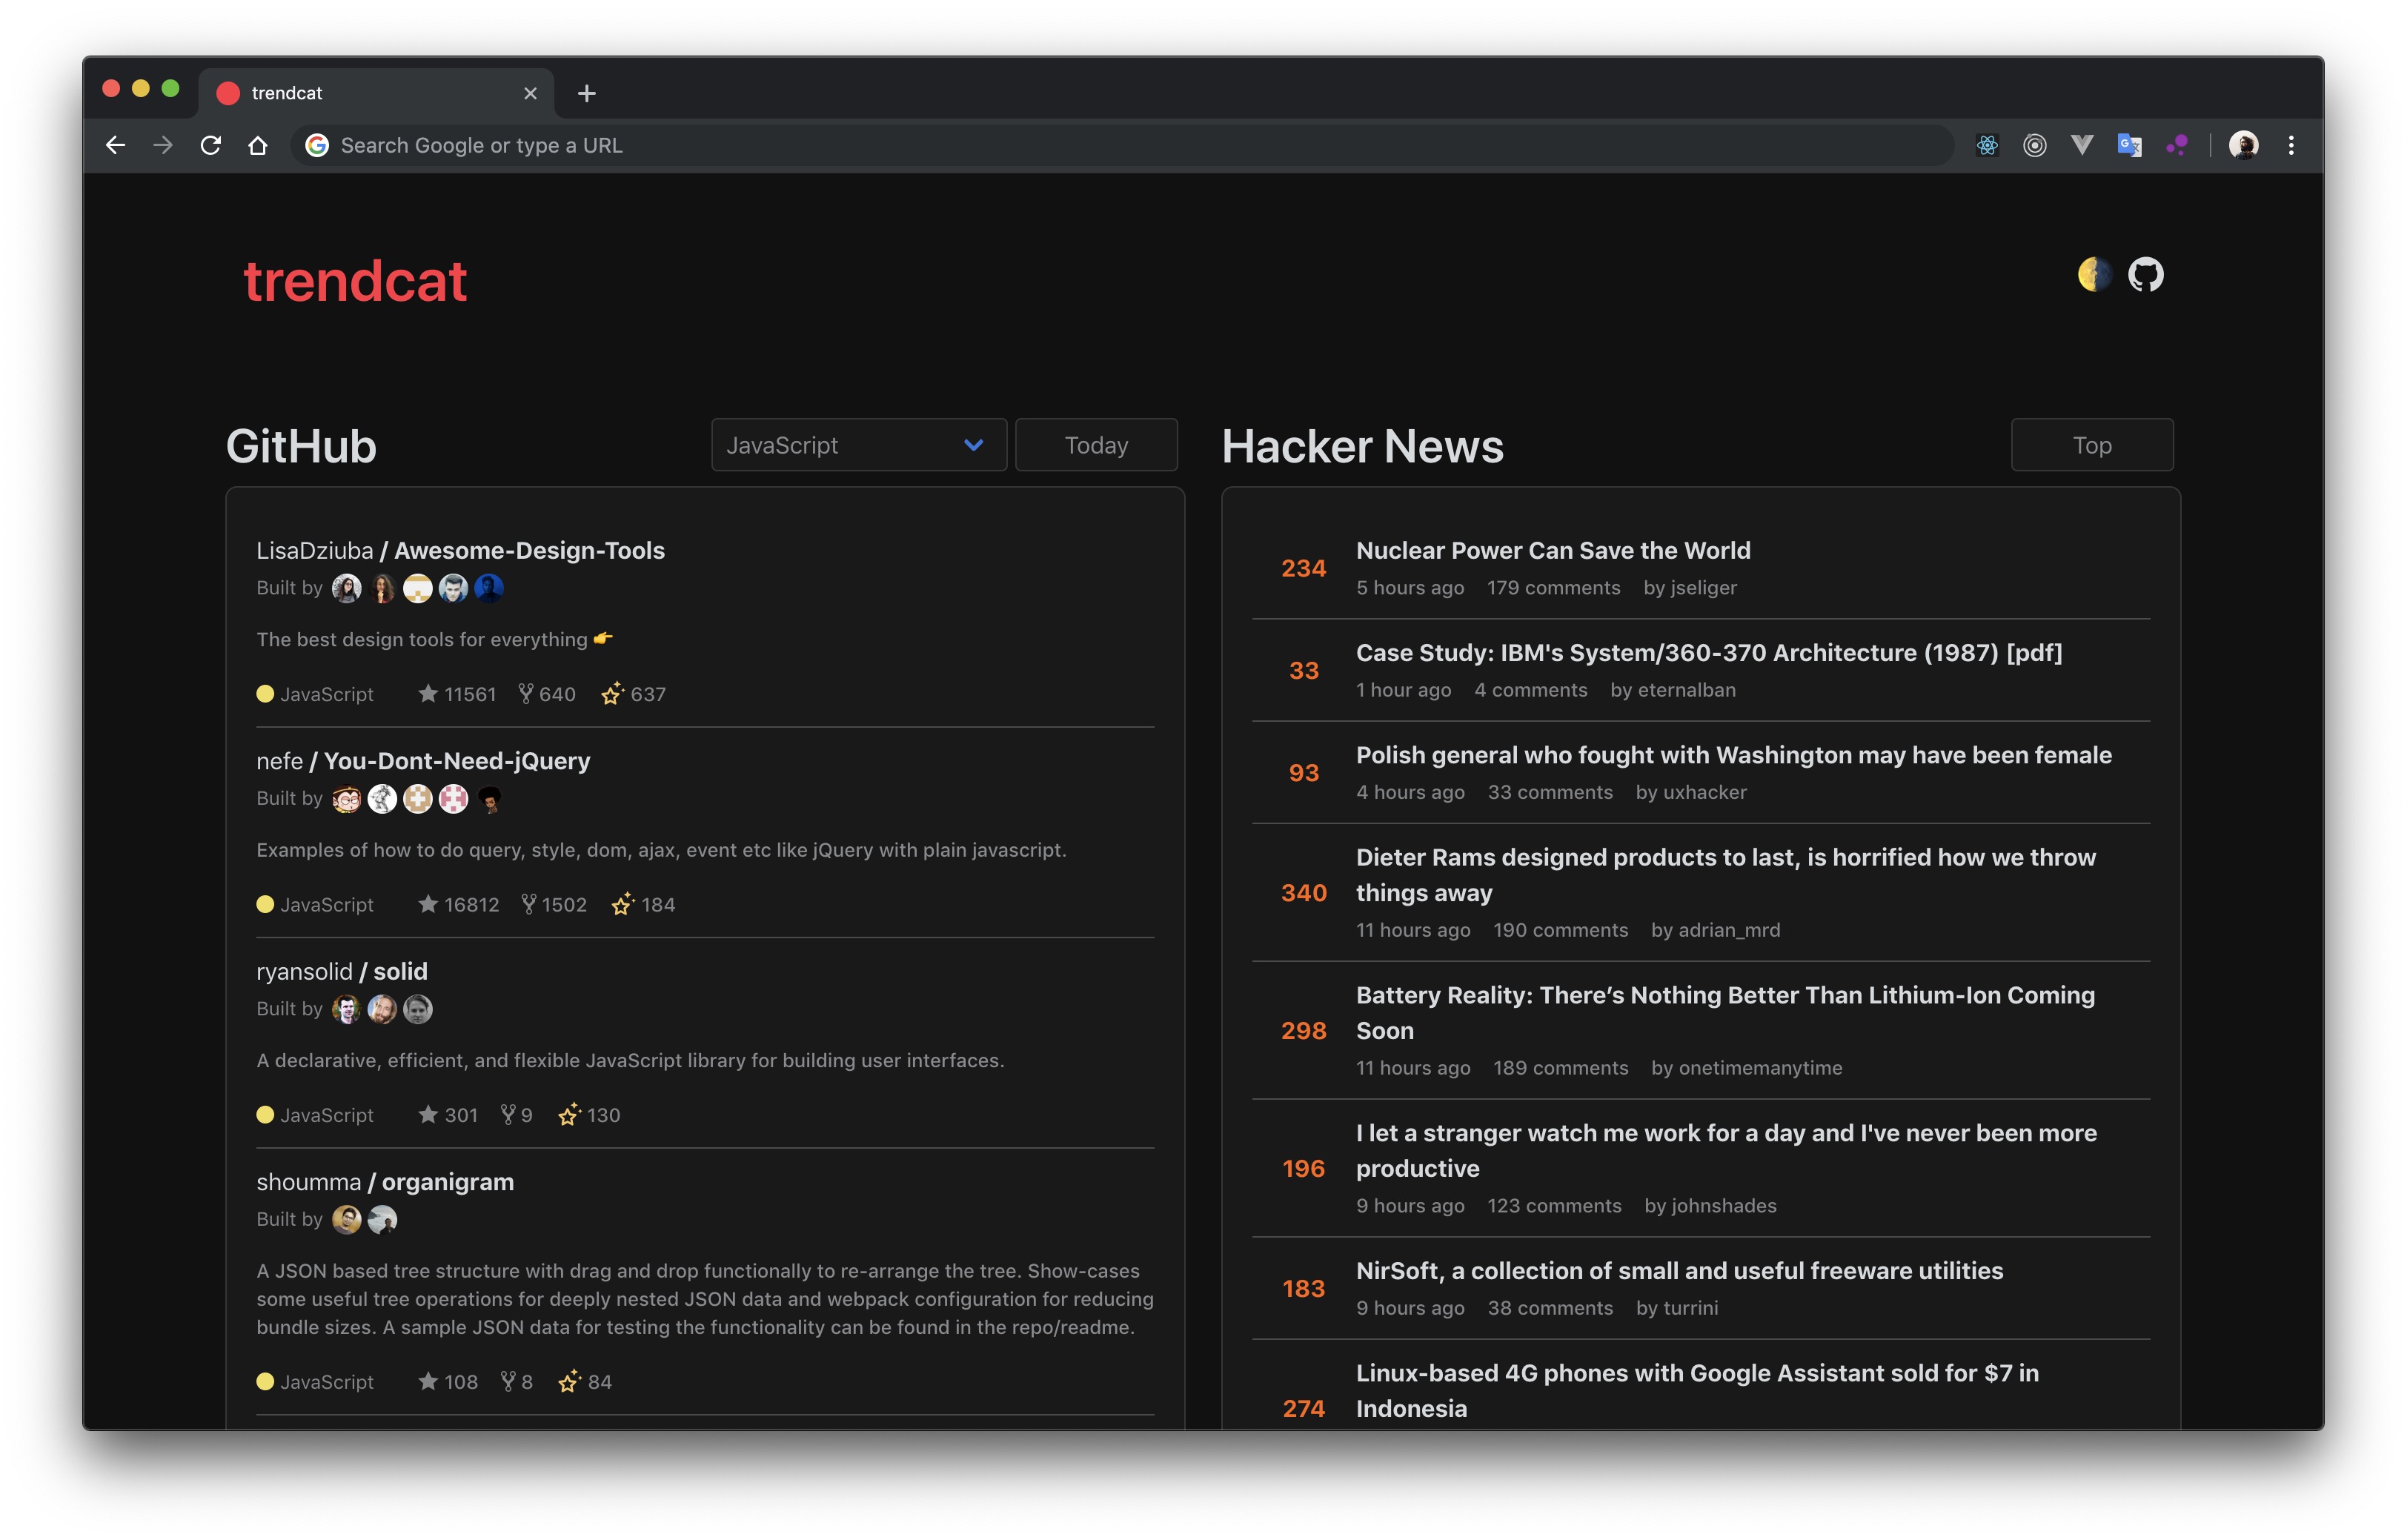 trendcat
Search Google or type a URL
trendcat
GitHub
JavaScript
Today
LisaDziuba / Awesome-Design-Tools
Built by
The best design tools for everything 👉
JavaScript 11561 640 637
nefe / You-Dont-Need-jQuery
Built by
Examples of how to do query, style, dom, ajax, event etc like jQuery with plain javascript.
JavaScript 16812 1502 184
ryansolid / solid
Built by
A declarative, efficient, and flexible JavaScript library for building user interfaces.
JavaScript 301 9 130
shoumma / organigram
Built by
A JSON based tree structure with drag and drop functionally to re-arrange the tree. Show-cases
some useful tree operations for deeply nested JSON data and webpack configuration for reducing
bundle sizes. A sample JSON data for testing the functionality can be found in the repo/readme.
JavaScript 108 8 84
Hacker News
Top
234
Nuclear Power Can Save the World
5 hours ago 179 comments by jseliger
33
Case Study: IBM's System/360-370 Architecture (1987) [pdf]
1 hour ago 4 comments by eternalban
93
Polish general who fought with Washington may have been female
4 hours ago 33 comments by uxhacker
340
Dieter Rams designed products to last, is horrified how we throw
things away
11 hours ago 190 comments by adrian_mrd
298
Battery Reality: There’s Nothing Better Than Lithium-Ion Coming
Soon
11 hours ago 189 comments by onetimemanytime
196
I let a stranger watch me work for a day and I've never been more
productive
9 hours ago 123 comments by johnshades
183
NirSoft, a collection of small and useful freeware utilities
9 hours ago 38 comments by turrini
274
Linux-based 4G phones with Google Assistant sold for $7 in
Indonesia